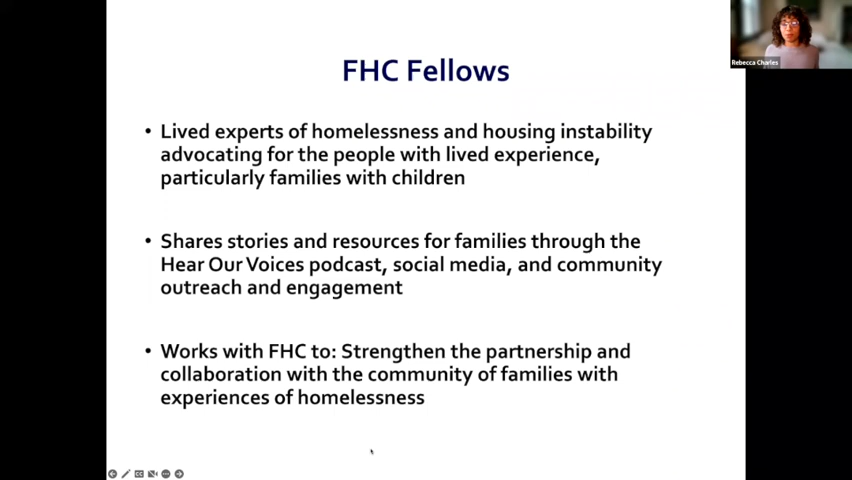 FHC Fellows
Rebecca Charles
• Lived experts of homelessness and housing instability
advocating for the people with lived experience,
particularly families with children
• Shares stories and resources for families through the
Hear Our Voices podcast, social media, and community
outreach and engagement
• Works with FHC to: Strengthen the partnership and
collaboration with the community of families with
experiences of homelessness